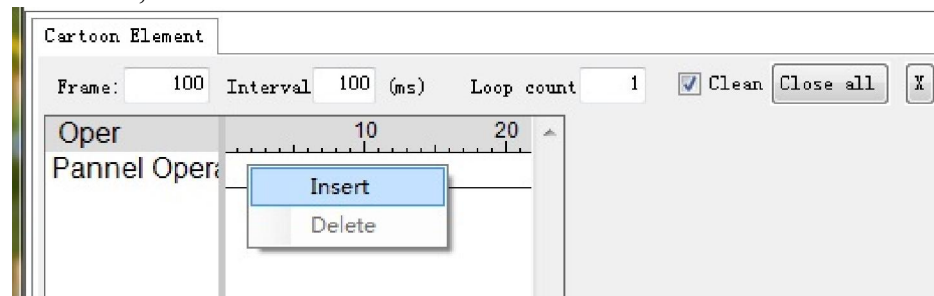 Cartoon Element
Frame: 100 Interval 100 (ms) Loop count 1 Clean Close all X
Oper 10 20
Pannel Opera
Insert
Delete